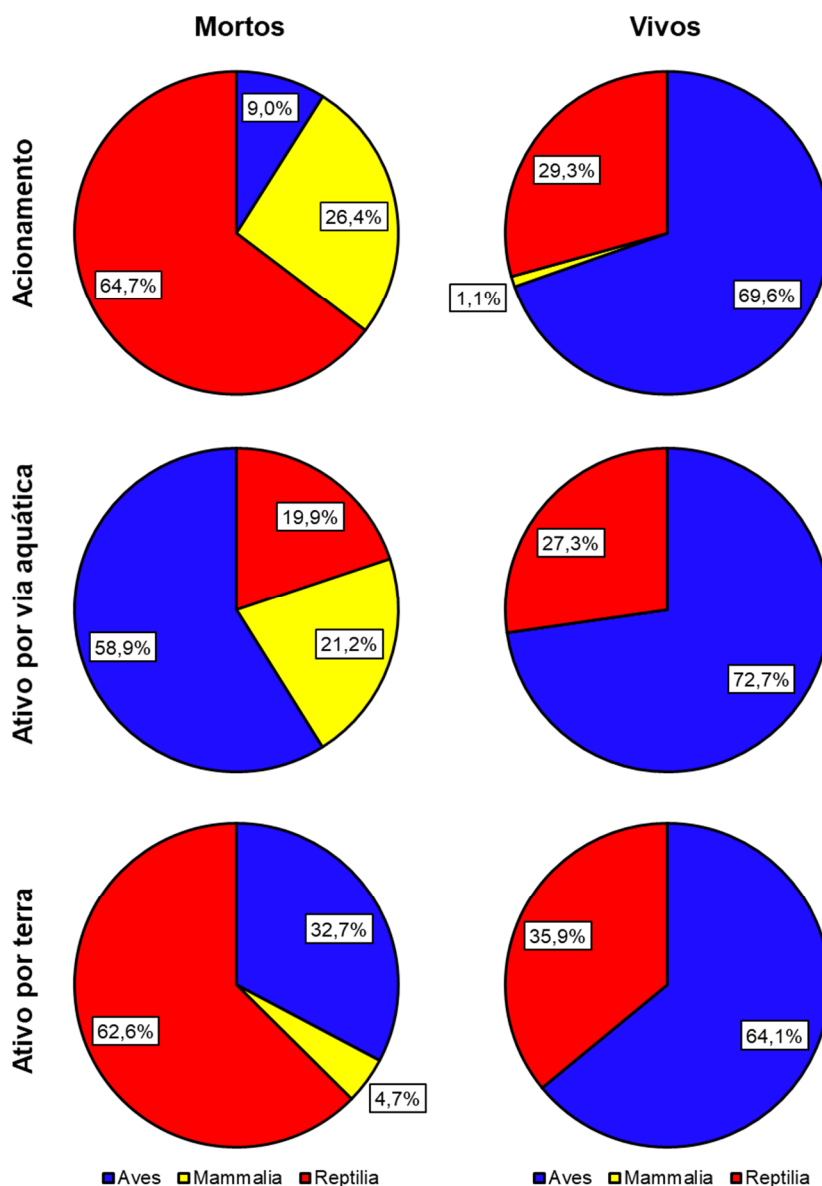 Mortos
Vivos
Acionamento
9,0%
26,4%
64,7%
29,3%
1,1%
69,6%
Ativo por via aquática
19,9%
21,2%
58,9%
27,3%
72,7%
Ativo por terra
32,7%
62,6%
4,7%
35,9%
64,1%
Aves Mammalia Reptilia
Aves Mammalia Reptilia